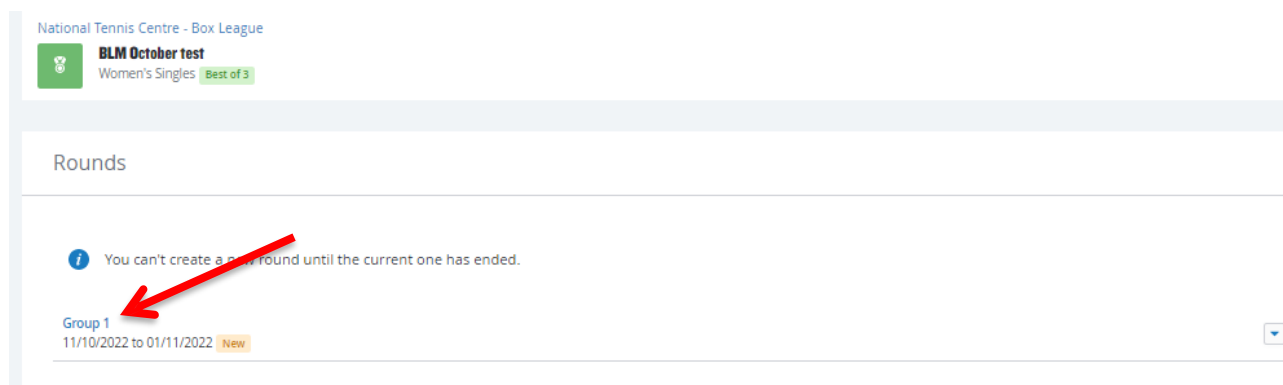 National Tennis Centre - Box League
BLM October test
Women's Singles Best of 3
Rounds
i You can't create a new round until the current one has ended.
Group 1
11/10/2022 to 01/11/2022 New